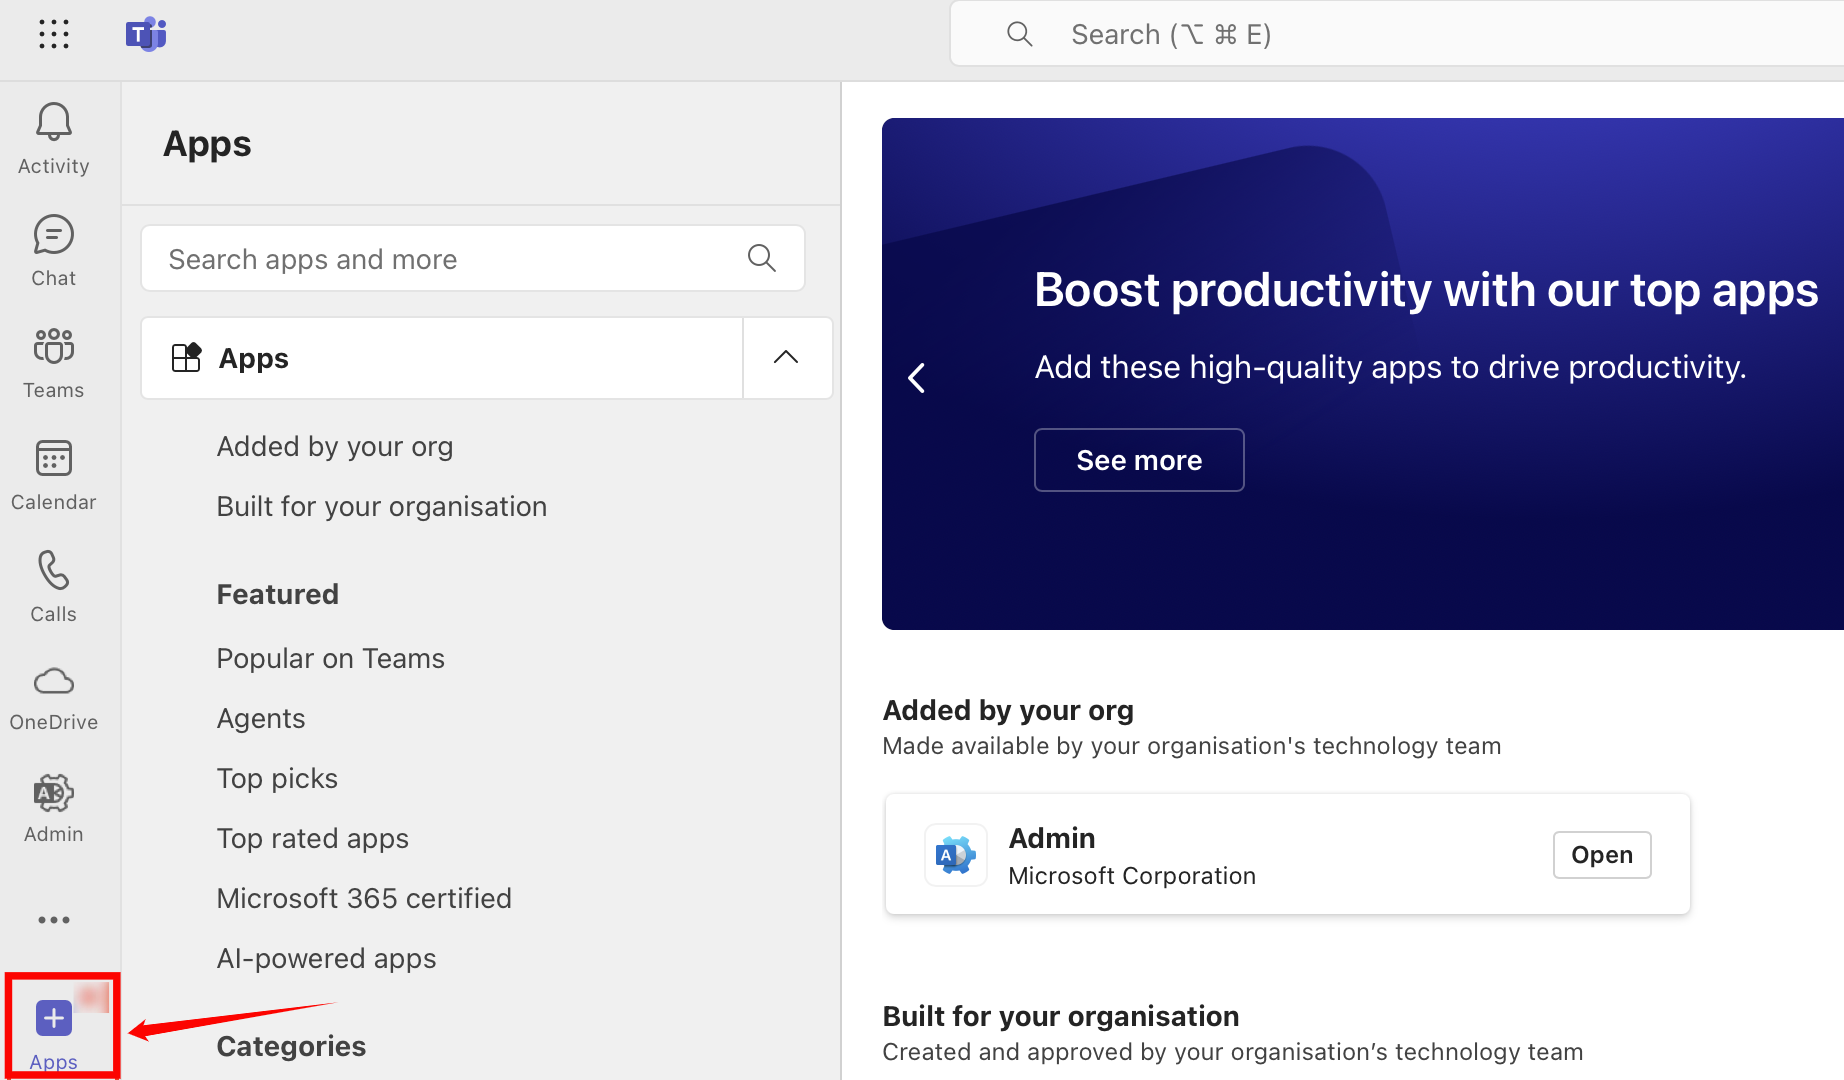 Search (⌥ ⌘ E)
Activity
Chat
Teams
Calendar
Calls
OneDrive
Admin
Apps
Apps
Search apps and more
Apps
Added by your org
Built for your organisation
Featured
Popular on Teams
Agents
Top picks
Top rated apps
Microsoft 365 certified
AI-powered apps
Categories
Boost productivity with our top apps
Add these high-quality apps to drive productivity.
See more
Added by your org
Made available by your organisation's technology team
Admin
Microsoft Corporation
Open
Built for your organisation
Created and approved by your organisation’s technology team